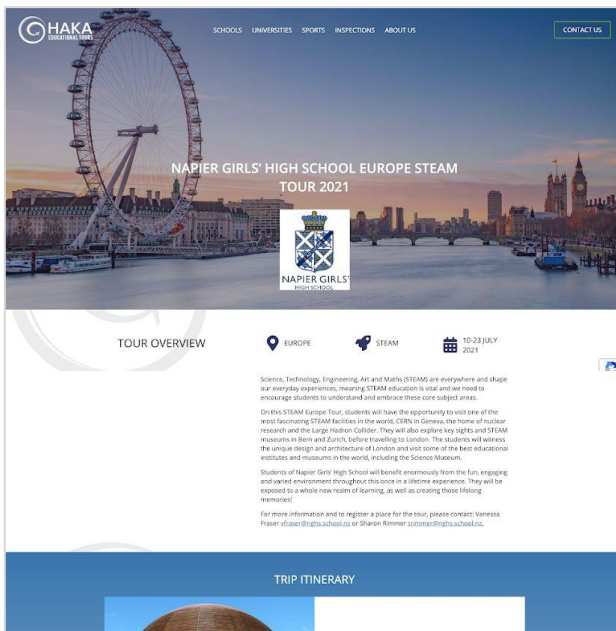 HAKA
EDUCATIONAL TOURS
SCHOOLS UNIVERSITIES SPORTS INSPECTIONS ABOUT US
CONTACT US
NAPIER GIRLS' HIGH SCHOOL EUROPE STEAM
TOUR 2021
NAPIER GIRLS'
HIGH SCHOOL
TOUR OVERVIEW
EUROPE
STEAM
10-23 JULY
2021
Science, Technology, Engineering, Art and Maths (STEAM) are everywhere and shape
our everyday experiences, meaning STEAM education is vital and we need to
encourage students to understand and embrace these core subject areas.
On this STEAM Europe Tour, students will have the opportunity to visit one of the
most fascinating STEAM facilities in the world, CERN in Geneva, the home of nuclear
research and the Large Hadron Collider. They will also explore key sights and STEAM
museums in Bern and Zurich, before travelling to London. The students will witness
the unique design and architecture of London and visit some of the best educational
institutes and museums in the world, including the Science Museum.
Students of Napier Girls' High School will benefit enormously from the fun, engaging
and varied environment throughout this once in a lifetime experience. They will be
exposed to a whole new realm of learning, as well as creating those lifelong
memories!
For more information and to register a place for the tour, please contact: Vanessa
Fraser vfraser@nghs.school.nz or Sharon Rimmer srimmer@nghs.school.nz.
TRIP ITINERARY